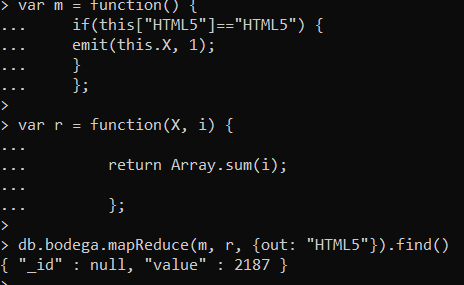 > var m = function() {
...     if(this["HTML5"]=="HTML5") {
...     emit(this.X, 1);
...     }
...     };
>
> var r = function(X, i) {
...
...         return Array.sum(i);
...
...         };
>
> db.bodega.mapReduce(m, r, {out: "HTML5"}).find()
{ "_id" : null, "value" : 2187 }
>